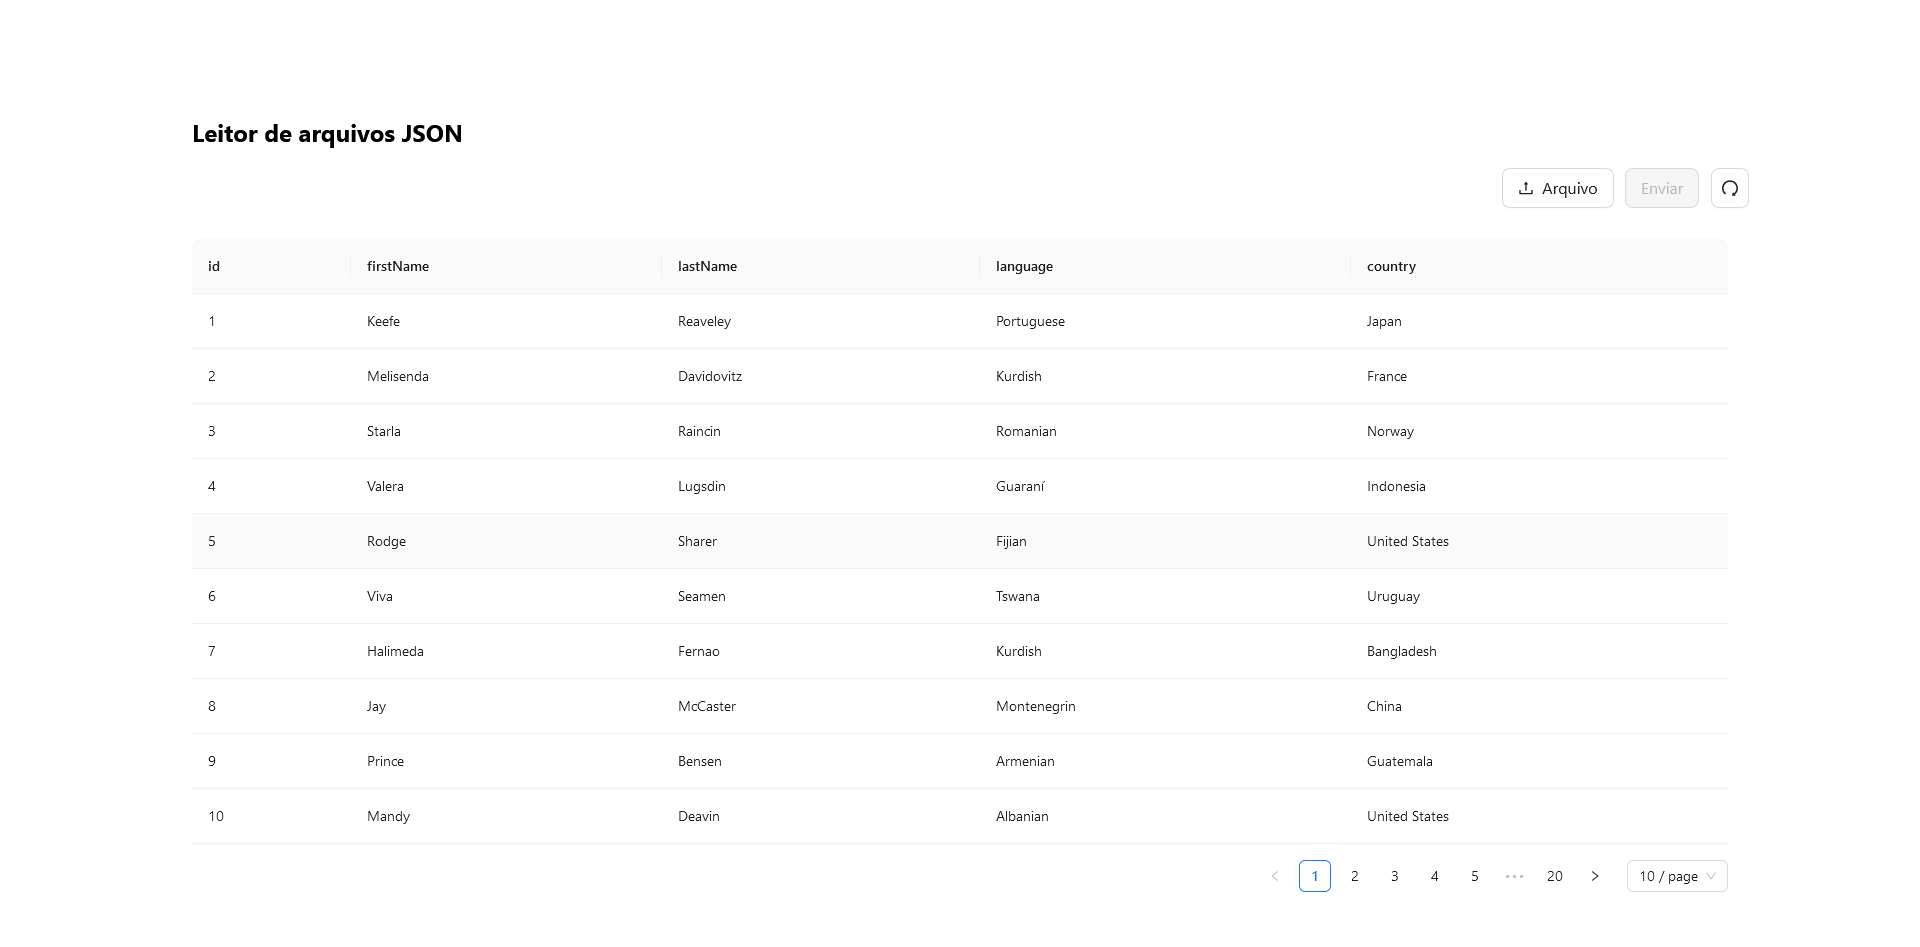 Leitor de arquivos JSON
Arquivo Enviar
id firstName lastName language country
1 Keefe Reaveley Portuguese Japan
2 Melisenda Davidovitz Kurdish France
3 Starla Raincin Romanian Norway
4 Valera Lugsdin Guaraní Indonesia
5 Rodge Sharer Fijian United States
6 Viva Seamen Tswana Uruguay
7 Halimeda Fernao Kurdish Bangladesh
8 Jay McCaster Montenegrin China
9 Prince Bensen Armenian Guatemala
10 Mandy Deavin Albanian United States
< 1 2 3 4 5 ••• 20 > 10 / page